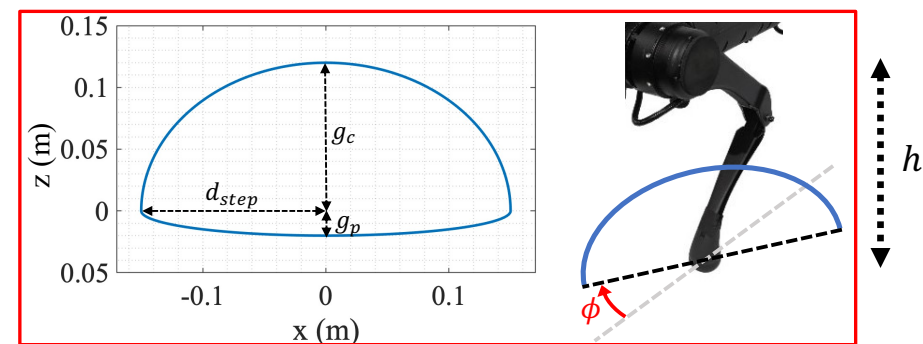 0.15
0.1
0.05
0
0.05
z (m)
-0.1
0
0.1
x (m)
g_c
d_step
g_p
ϕ
h